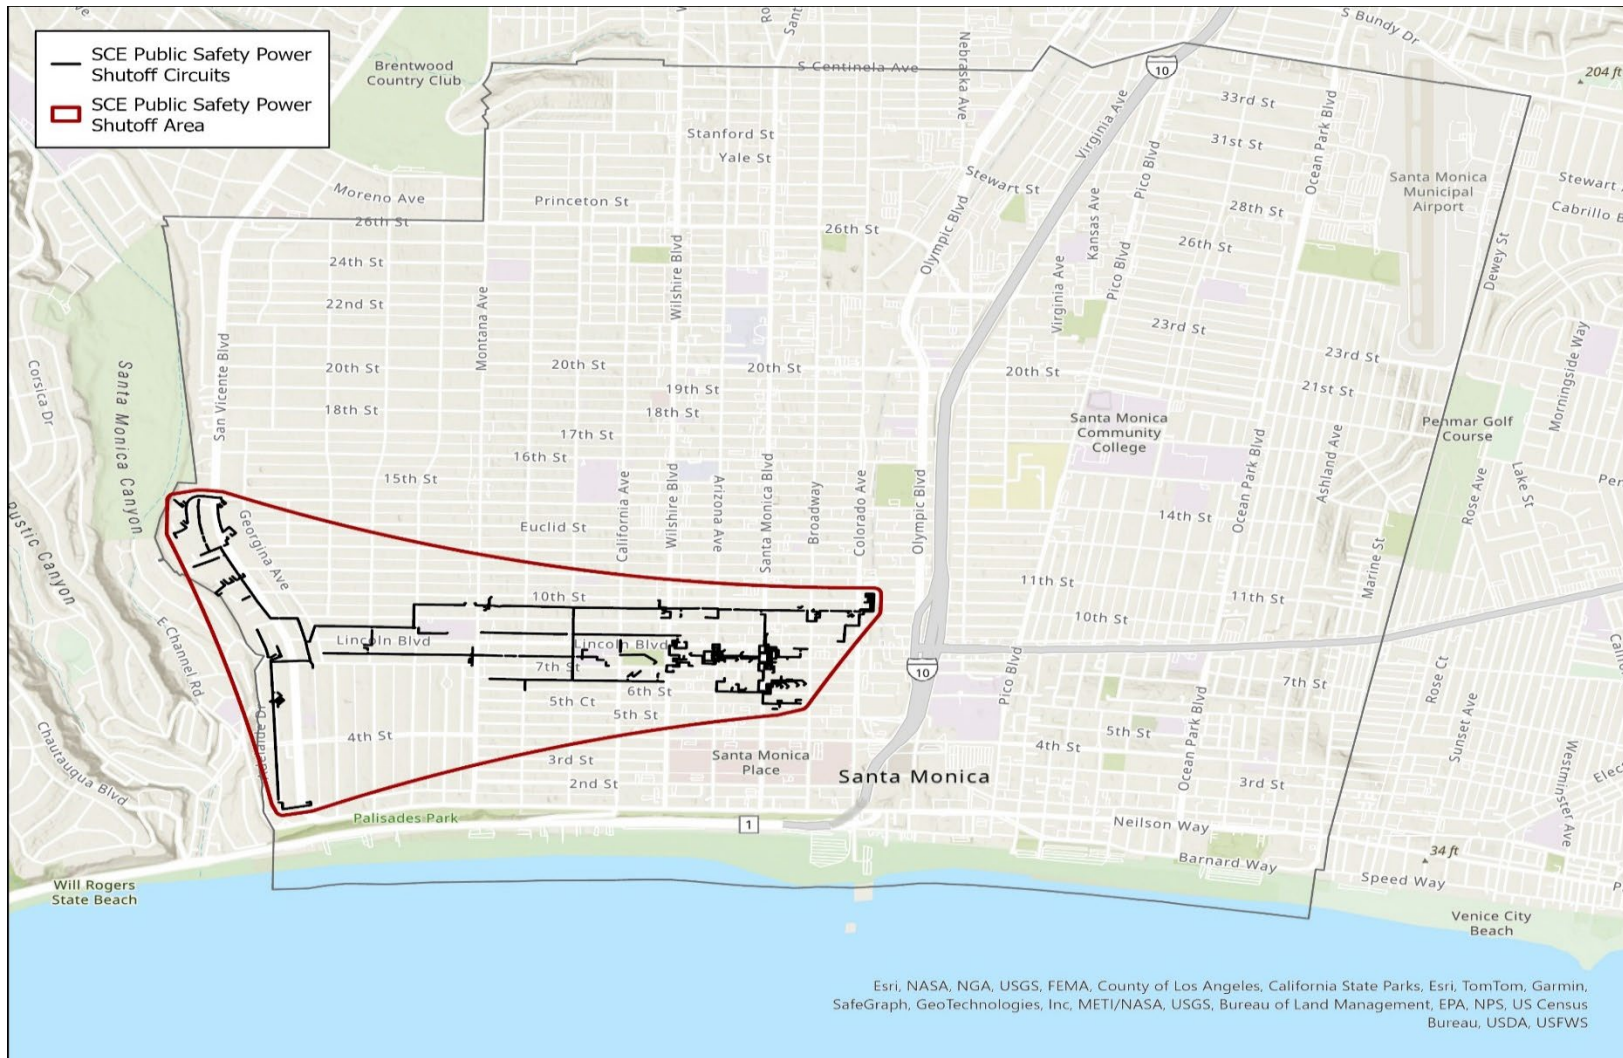 SCE Public Safety Power
Shutoff Circuits
SCE Public Safety Power
Shutoff Area
Brentwood
Country Club
S Centinela Ave
Nebraska Ave
10
S Bundy Dr
204 ft
33rd St
31st St
Virginia Ave
Pico Blvd
Ocean Park Blvd
Stanford St
Yale St
Stewart St
Moreno Ave
26th St
Princeton St
26th St
Olympic Blvd
Kansas Ave
28th St
26th St
Santa Monica
Municipal
Airport
Stewart
Cabrillo B
Dewey St
24th St
22nd St
Montana Ave
Wilshire Blvd
Virginia Ave
Pico Blvd
23rd St
23rd St
21st St
Morningside Way
Corsica Dr
Santa Monica Canyon
San Vicente Blvd
20th St
20th St
20th St
20th St
19th St
18th St
18th St
17th St
16th St
15th St
Santa Monica
Community
College
Penmar Golf
Course
Ocean Park Blvd
Ashland Ave
Rose Ave
Lake St
Rustic Canyon
Georgina Ave
Euclid St
California Ave
Wilshire Blvd
Arizona Ave
Santa Monica Blvd
Broadway
Colorado Ave
Olympic Blvd
14th St
Marine St
11th St
10th St
11th St
10th St
Lincoln Blvd
Lincoln Blvd
7th St
6th St
5th Ct
5th St
4th St
3rd St
2nd St
E Channel Rd
Chautauqua Blvd
Santa Monica
Place
Santa Monica
10
Pico Blvd
7th St
5th St
4th St
3rd St
Ocean Park Blvd
Rose Ct
Sunset Ave
Westminster Ave
Palisades Park
1
Neilson Way
Barnard Way
34 ft
Speed Way
Will Rogers
State Beach
Venice City
Beach
Esri, NASA, NGA, USGS, FEMA, County of Los Angeles, California State Parks, Esri, TomTom, Garmin,
SafeGraph, GeoTechnologies, Inc, METI/NASA, USGS, Bureau of Land Management, EPA, NPS, US Census
Bureau, USDA, USFWS